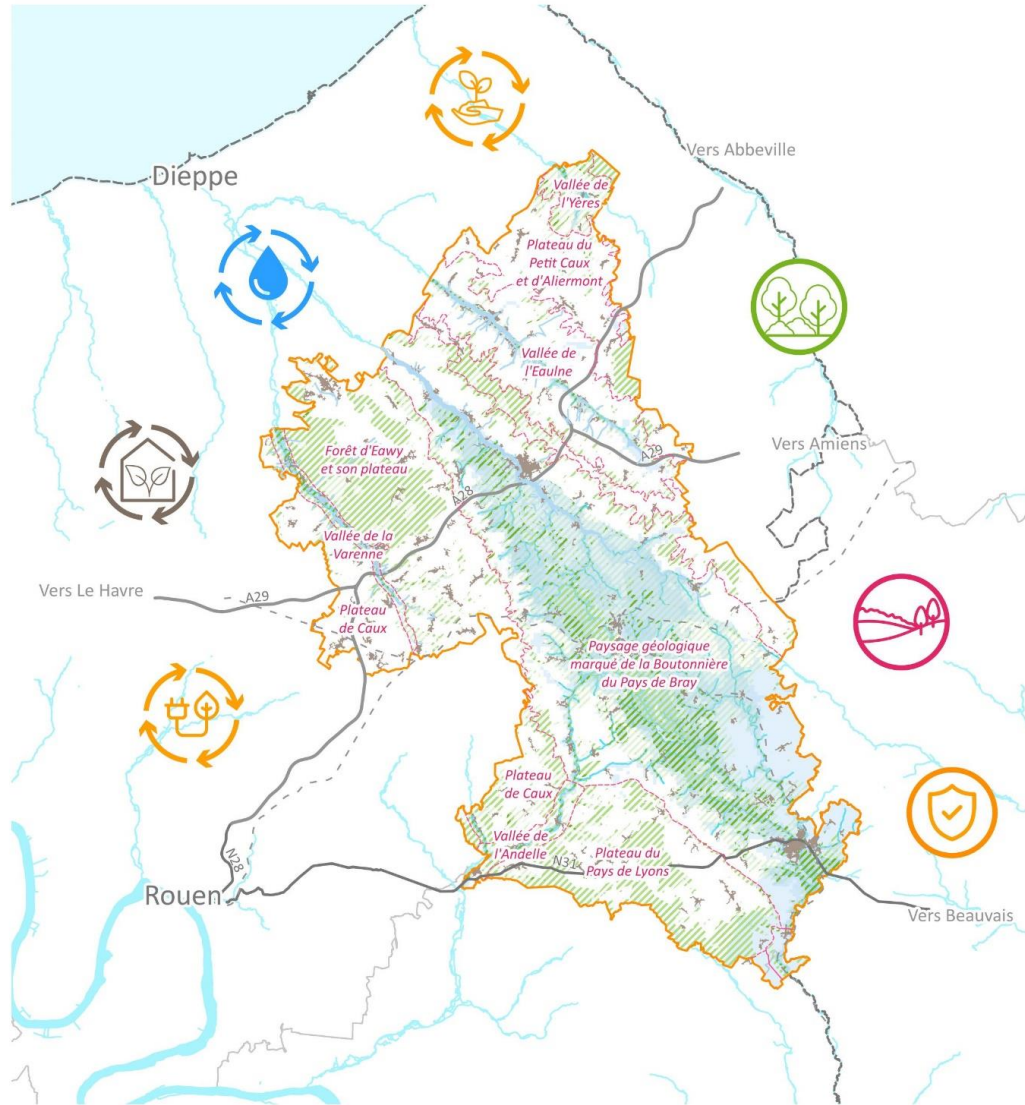 Vers Abbeville
Dieppe
Vallée de
l'Yères
Plateau du
Petit Caux
et d'Aliermont
Vallée de
l'Eaulne
Vers Amiens
A29
Forêt d'Eawy
et son plateau
A28
Vallée de la
Varenne
Vers Le Havre
A29
Plateau
de Caux
Paysage géologique
marqué de la Boutonnière
du Pays de Bray
Plateau
de Caux
Vallée de
l'Andelle
N31
Plateau du
Pays de Lyons
N28
Rouen
Vers Beauvais